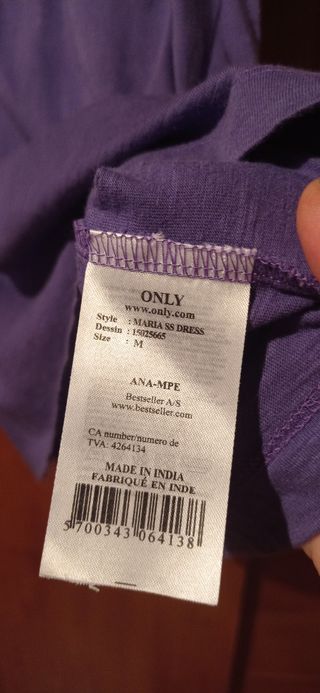 ONLY
www.only.com
Style : MARIA SS DRESS
Dessin : 15025665
Size : M
ANA-MPE
Bestseller A/S
www.bestseller.com
CA number/numero de
TVA: 4264134
MADE IN INDIA
FABRIQUÉ EN INDE
5 700343 064138